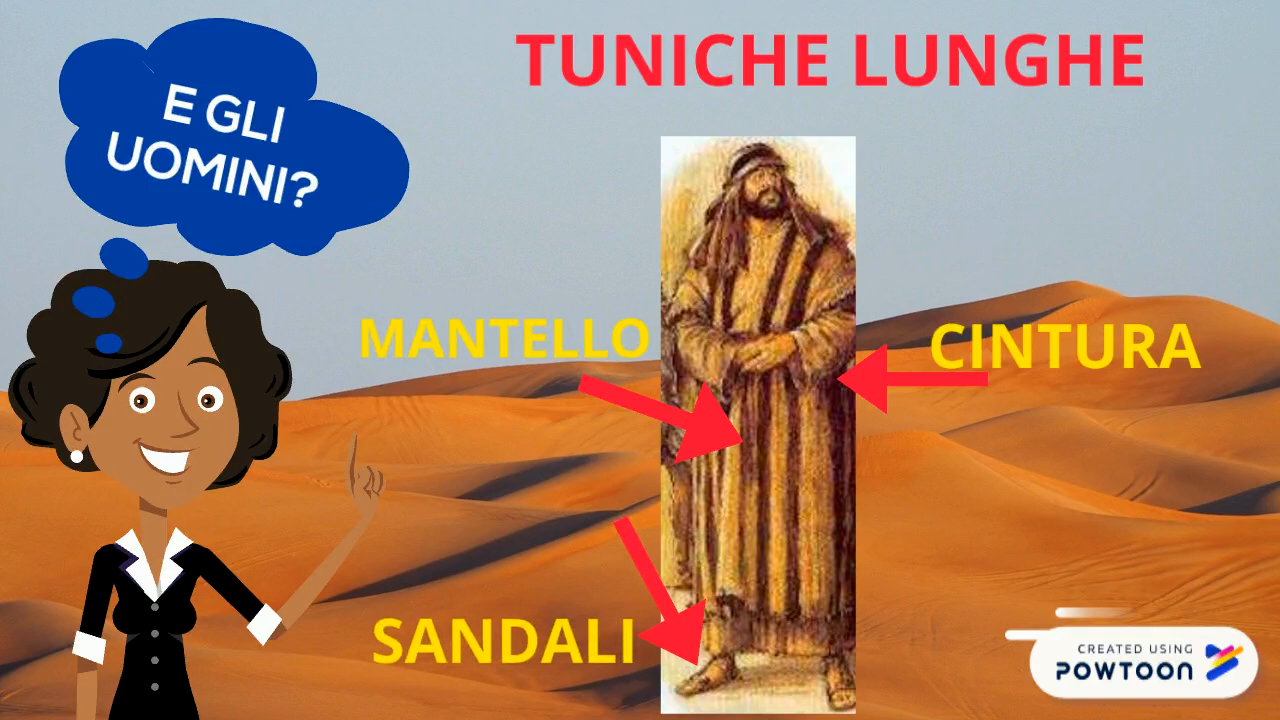 E GLI
UOMINI?
TUNICHE LUNGHE
MANTELLO
CINTURA
SANDALI
CREATED USING
POWTOON